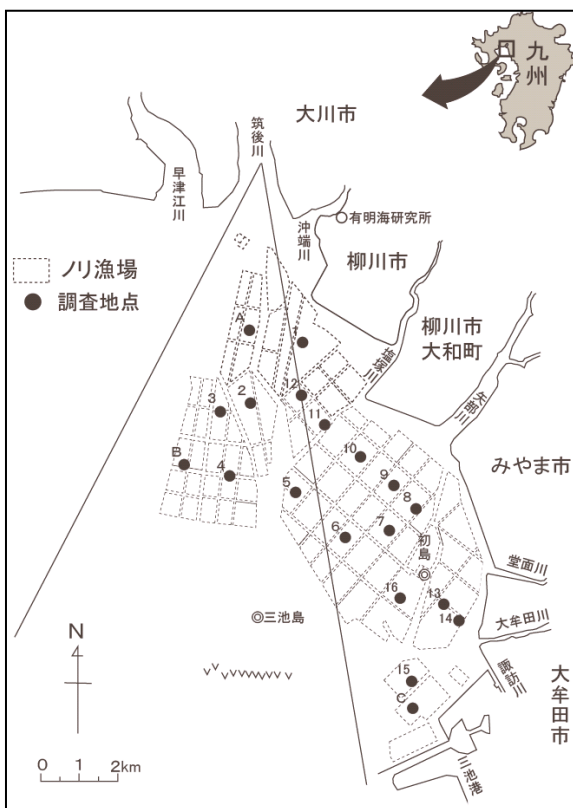 九州
大川市
筑後川
早津江川
沖端川
有明海研究所
柳川市
ノリ漁場
調査地点
柳川市
大和町
塩塚川
矢部川
みやま市
A
1
2
3
12
11
B
4
10
9
8
5
7
6
初島
堂面川
16
13
14
大牟田川
三池島
諏訪川
大牟田市
15
C
三池港
N
0 1 2km